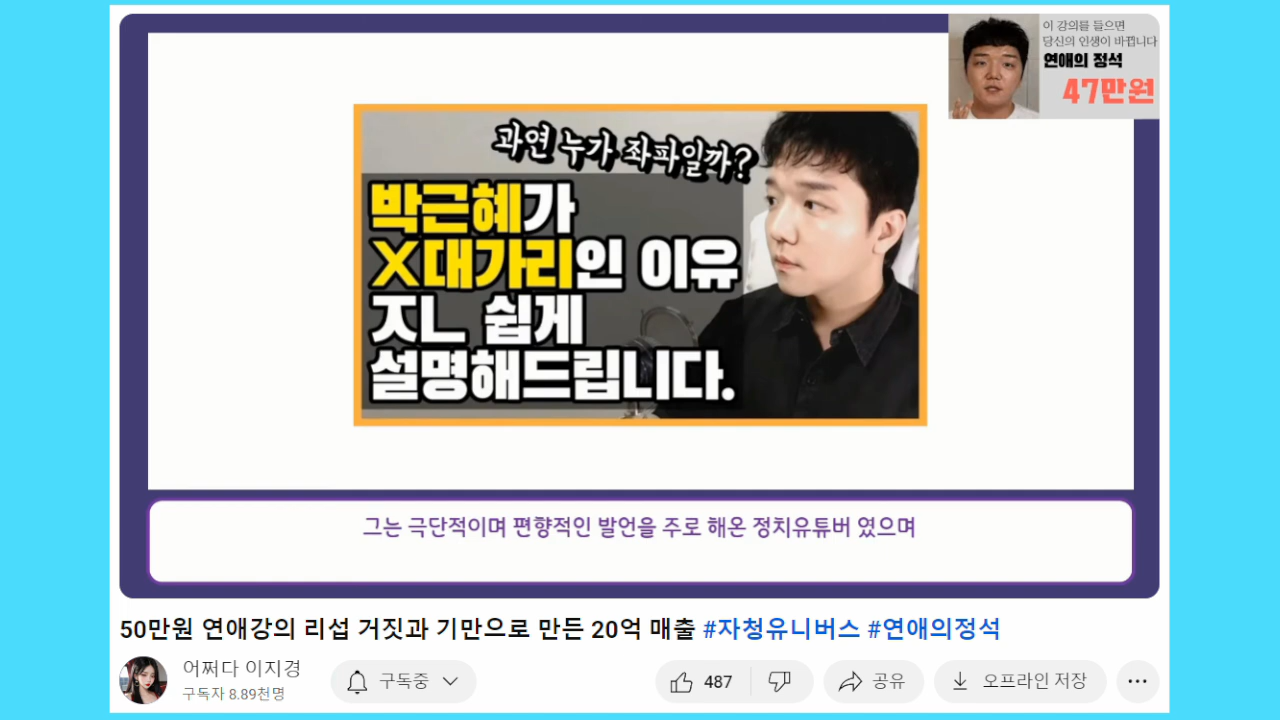 이 강의를 들으면
당신의 인생이 바뀝니다
연애의 정석
47만원
과연 누가 좌파일까?
박근혜가
X대가리인 이유
ㅈㄴ 쉽게
설명해드립니다.
그는 극단적이며 편향적인 발언을 주로 해온 정치유튜버 였으며
50만원 연애강의 리섭 거짓과 기만으로 만든 20억 매출 #자청유니버스 #연애의정석
어쩌다 이지경
구독자 8.89천명
구독중
487
공유
오프라인 저장